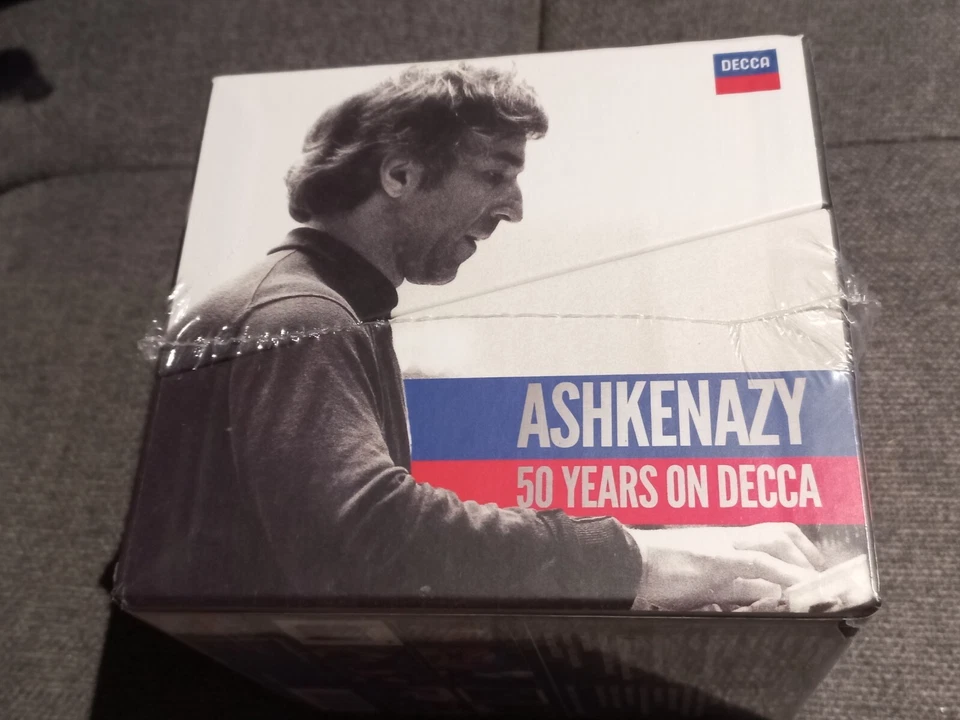 DECCA
ASHKENAZY
50 YEARS ON DECCA